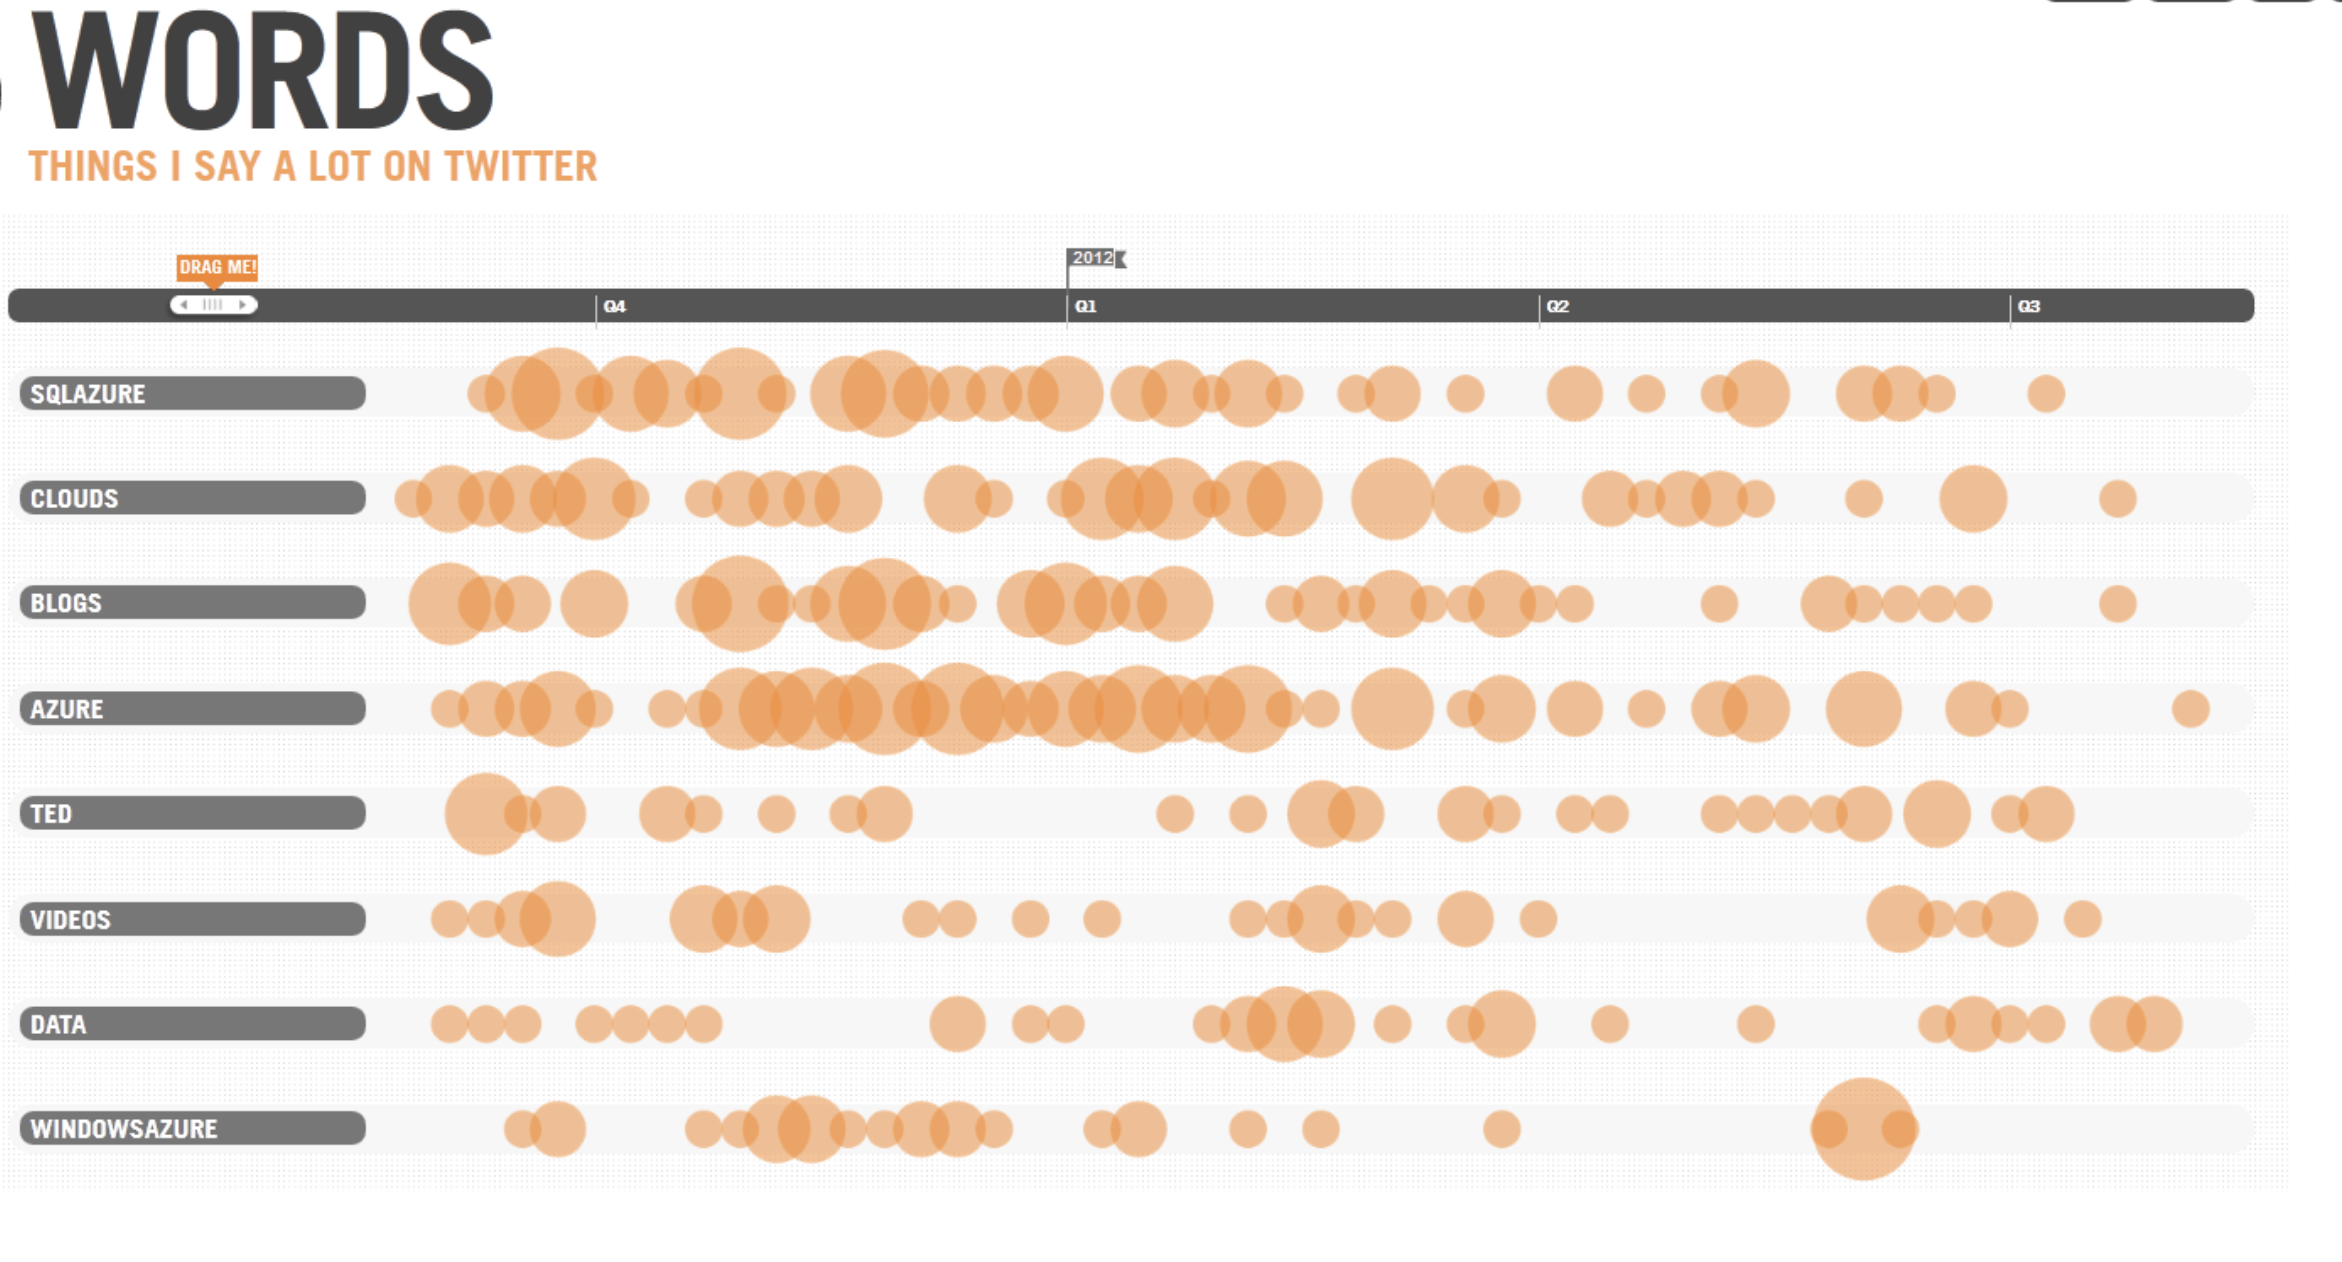 WORDS
THINGS I SAY A LOT ON TWITTER
DRAG ME!
2012
Q4 Q1 Q2 Q3
SQLAZURE
CLOUDS
BLOGS
AZURE
TED
VIDEOS
DATA
WINDOWSAZURE